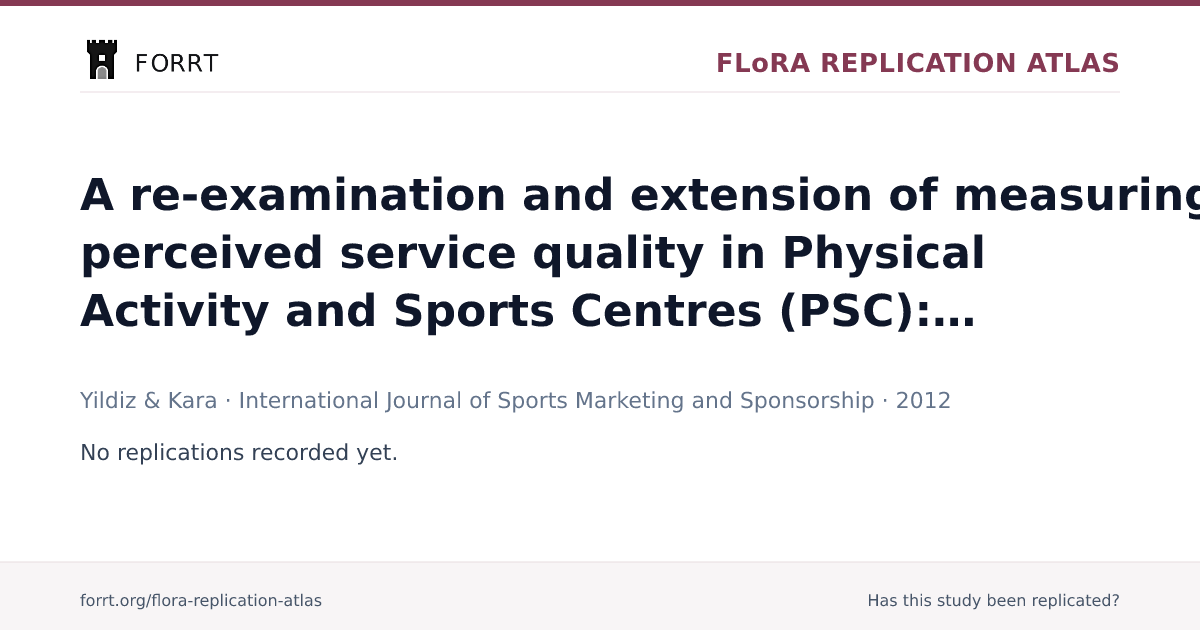 FORRT
FLoRA REPLICATION ATLAS
A re-examination and extension of measuring
perceived service quality in Physical
Activity and Sports Centres (PSC):…
Yildiz & Kara · International Journal of Sports Marketing and Sponsorship · 2012
No replications recorded yet.
forrt.org/flora-replication-atlas
Has this study been replicated?